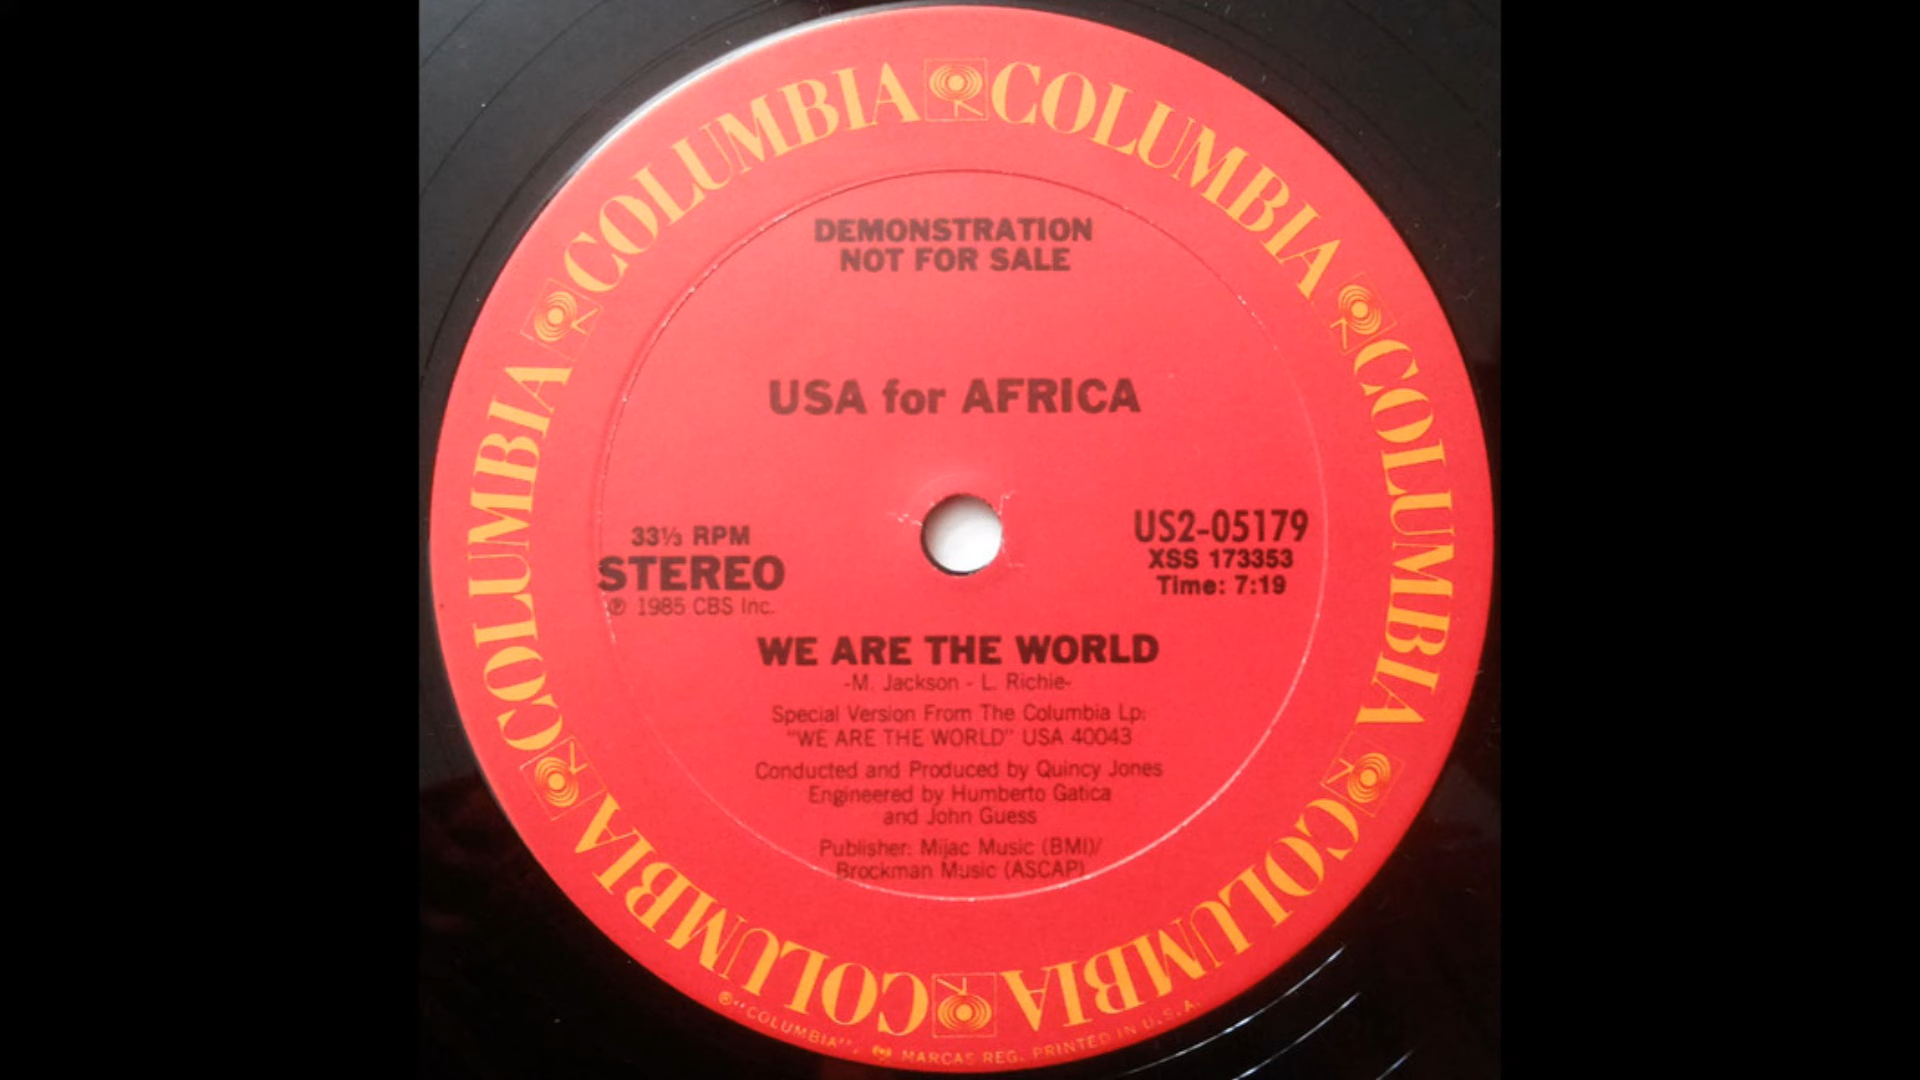 COLUMBIA COLUMBIA COLUMBIA COLUMBIA COLUMBIA COLUMBIA
DEMONSTRATION
NOT FOR SALE
USA for AFRICA
33⅓ RPM
STEREO
℗ 1985 CBS Inc.
US2-05179
XSS 173353
Time: 7:19
WE ARE THE WORLD
-M. Jackson - L. Richie-
Special Version From The Columbia Lp:
"WE ARE THE WORLD" USA 40043
Conducted and Produced by Quincy Jones
Engineered by Humberto Gatica
and John Guess
Publisher: Mijac Music (BMI)/
Brockman Music (ASCAP)
®"COLUMBIA", MARCAS REG. PRINTED IN U.S.A.